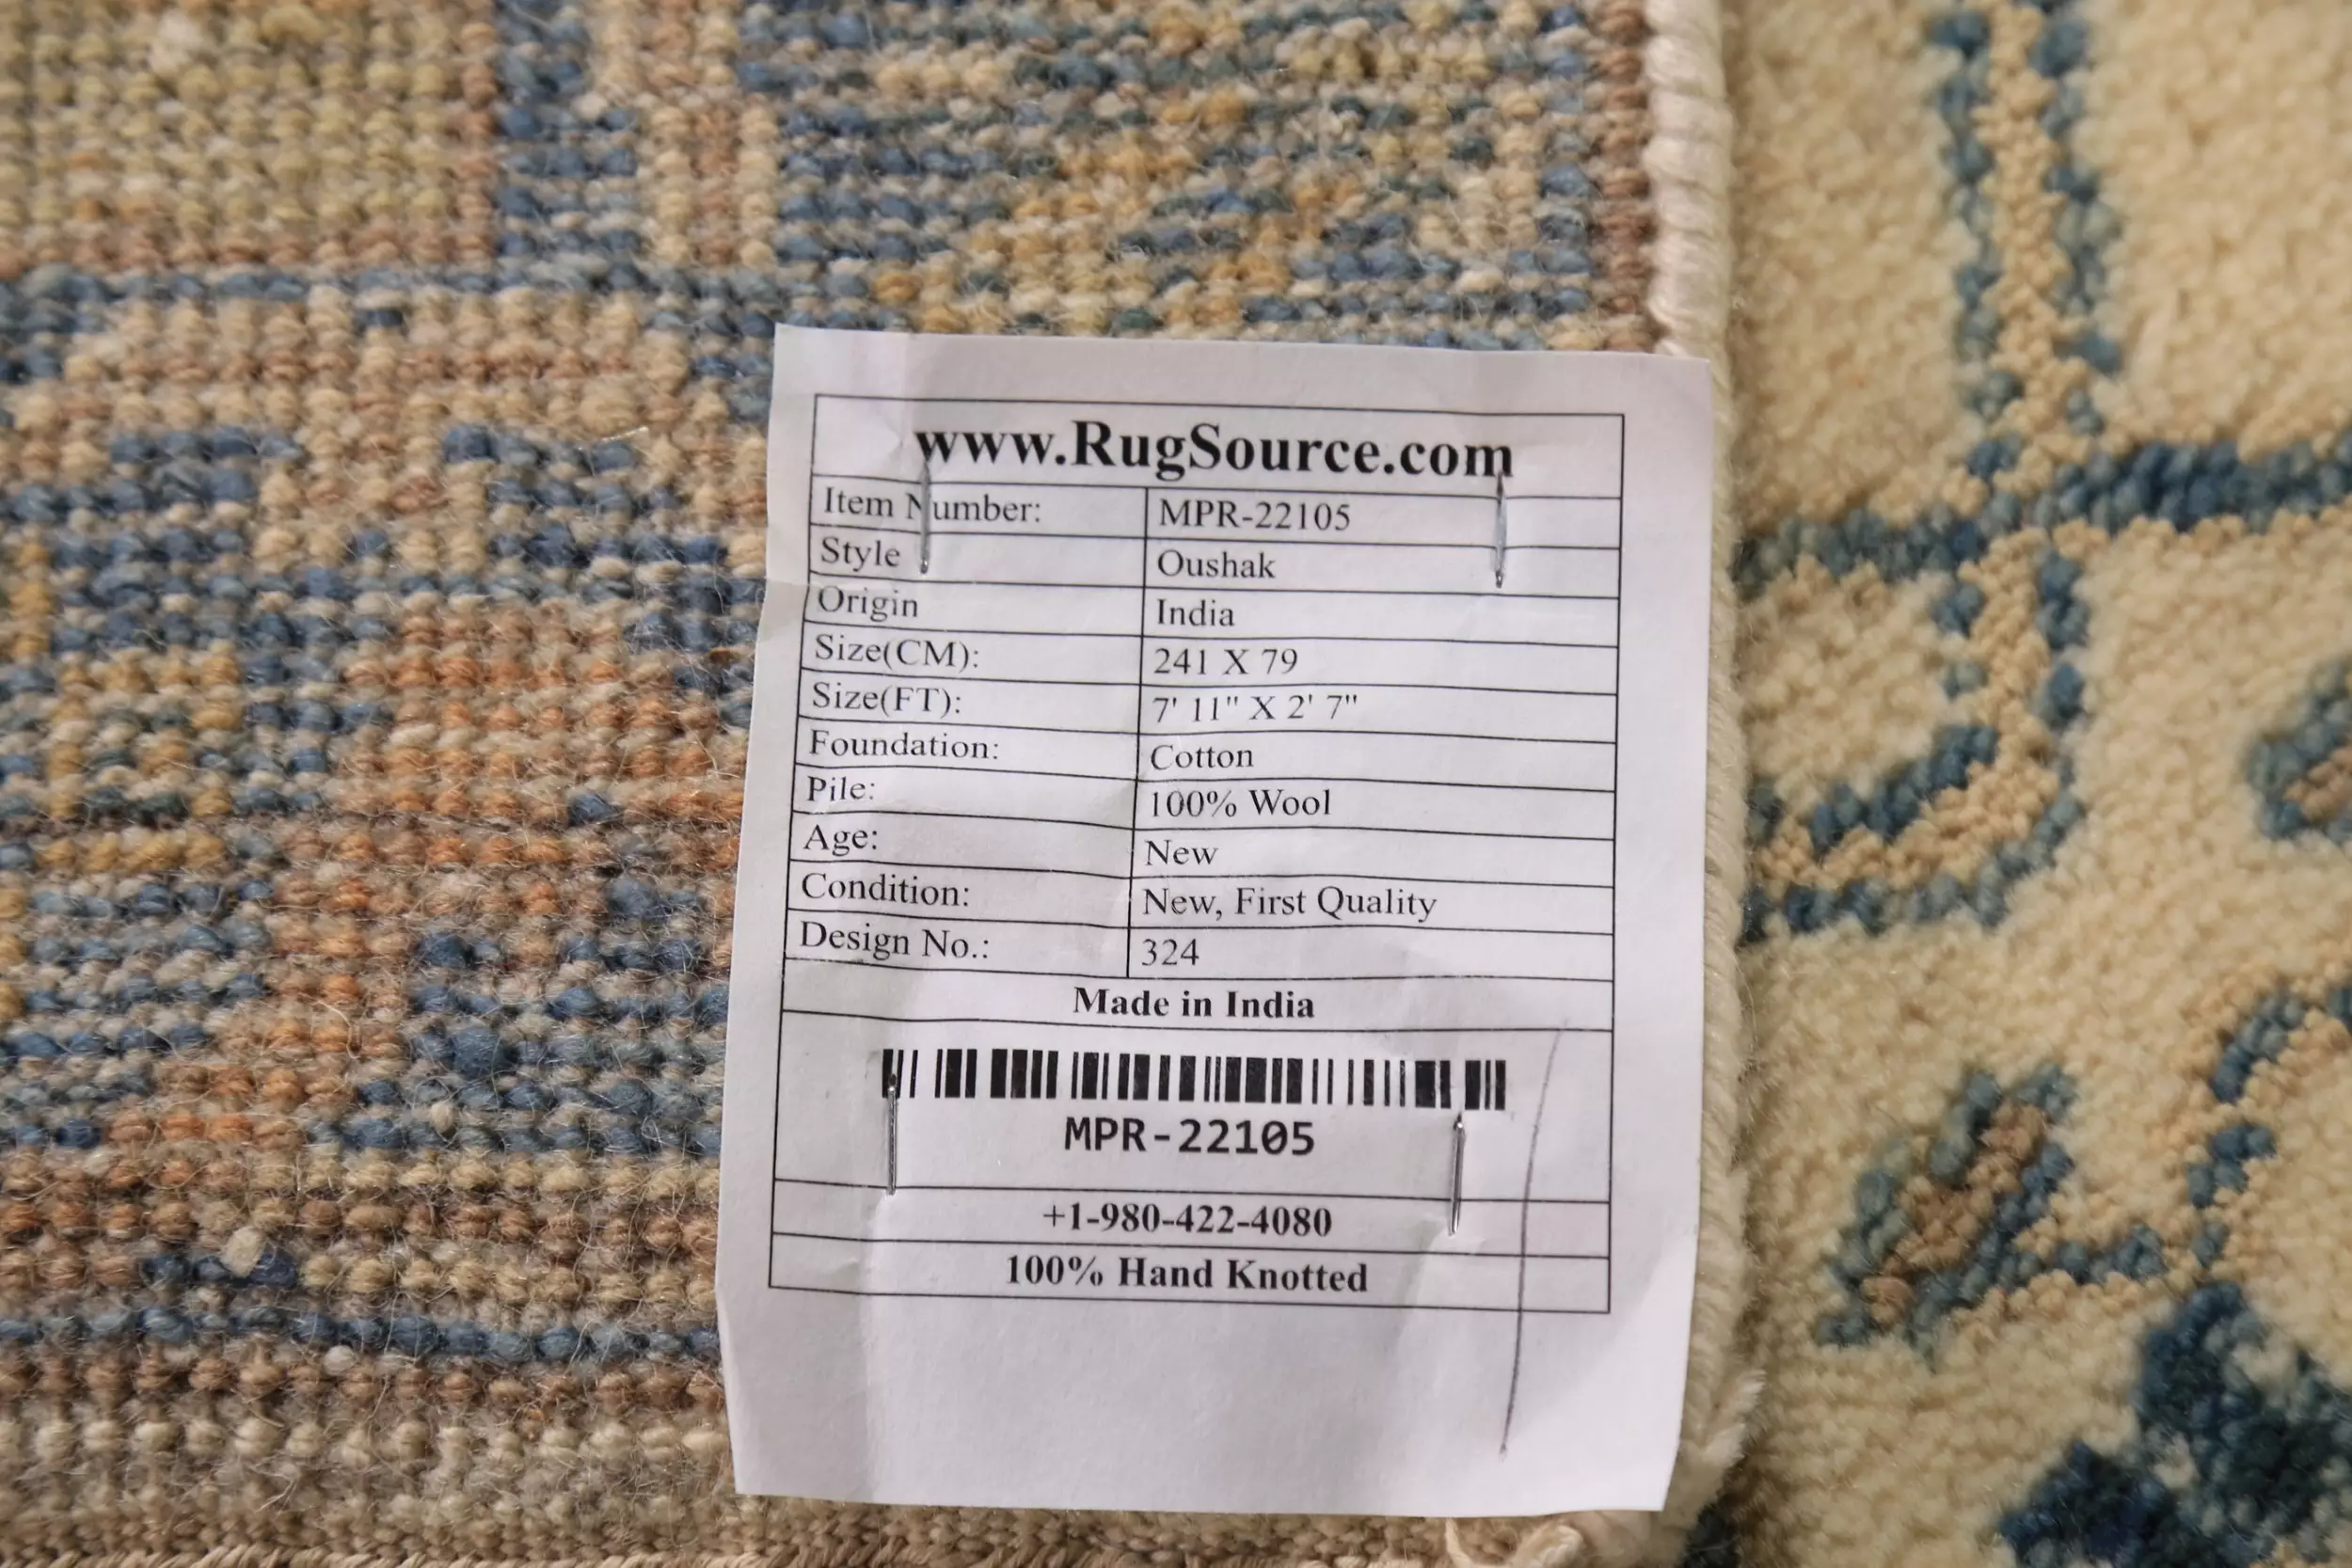 www.RugSource.com
Item Number: MPR-22105
Style Oushak
Origin India
Size(CM): 241 X 79
Size(FT): 7' 11" X 2' 7"
Foundation: Cotton
Pile: 100% Wool
Age: New
Condition: New, First Quality
Design No.: 324
Made in India
MPR-22105
+1-980-422-4080
100% Hand Knotted